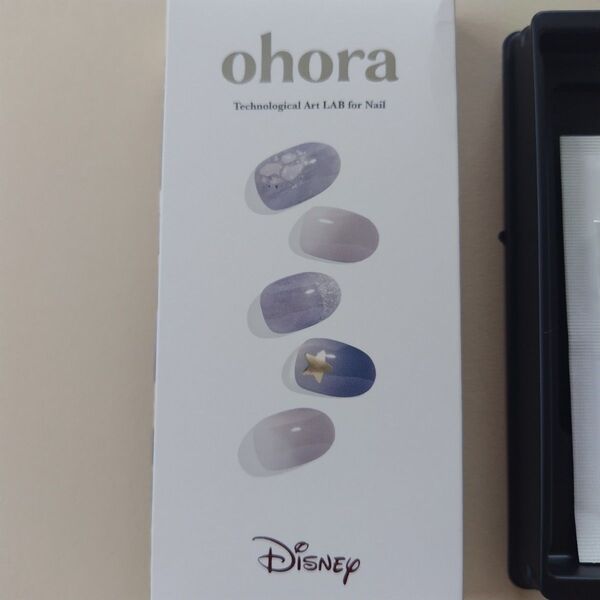 ohora
Technological Art LAB for Nail
Disney